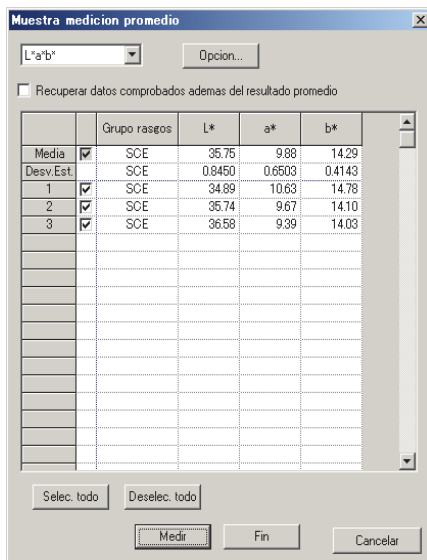 Muestra medicion promedio
L*a*b* Opcion...
Recuperar datos comprobados ademas del resultado promedio
Grupo rasgos L* a* b*
Media SCE 35.75 9.88 14.29
Desv.Est. SCE 0.8450 0.6503 0.4143
1 SCE 34.89 10.63 14.78
2 SCE 35.74 9.67 14.10
3 SCE 36.58 9.39 14.03
Selec. todo Deselec. todo
Medir Fin Cancelar